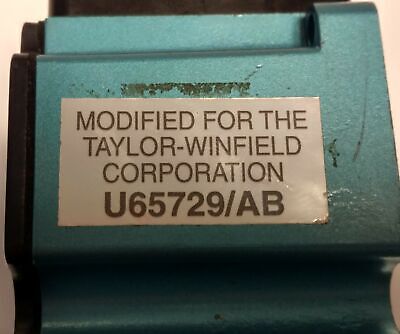 MODIFIED FOR THE
TAYLOR-WINFIELD
CORPORATION
U65729/AB